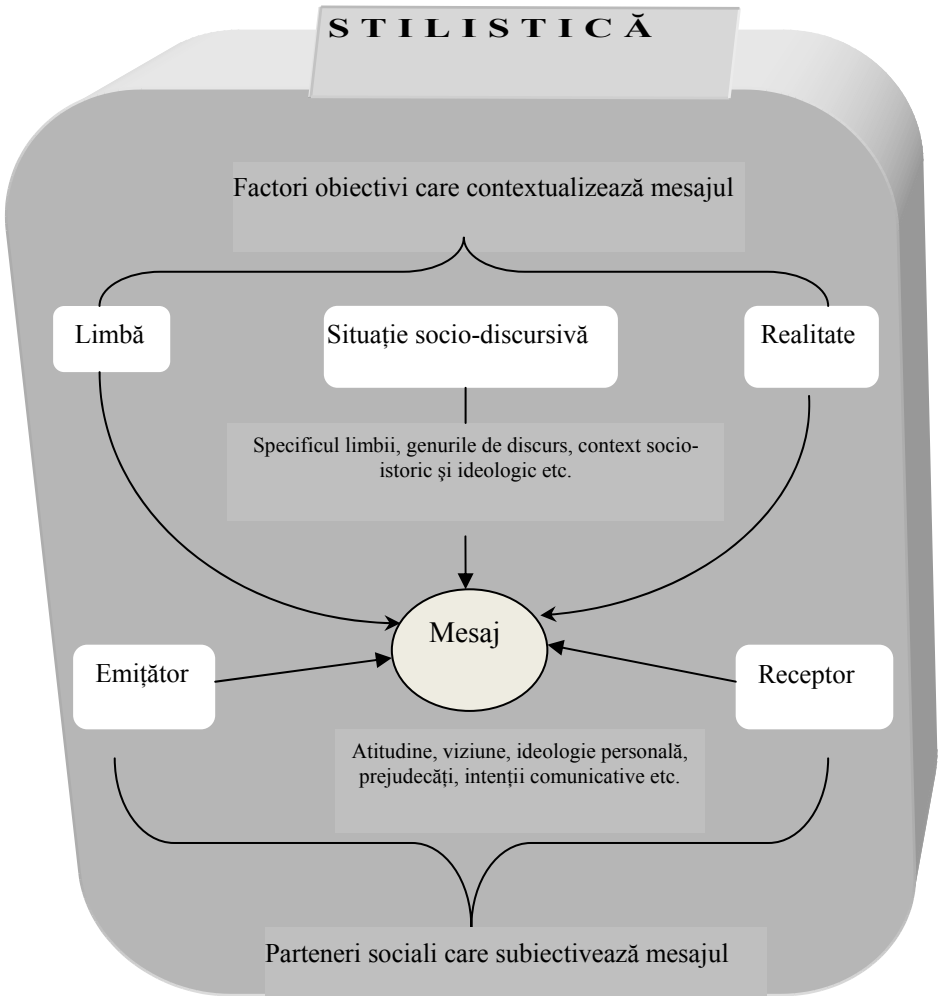 STILISTICĂ
Factori obiectivi care contextualizează mesajul
Limbă
Situație socio-discursivă
Realitate
Specificul limbii, genurile de discurs, context socio-
istoric şi ideologic etc.
Mesaj
Emițător
Receptor
Atitudine, viziune, ideologie personală,
prejudecăți, intenții comunicative etc.
Parteneri sociali care subiectivează mesajul